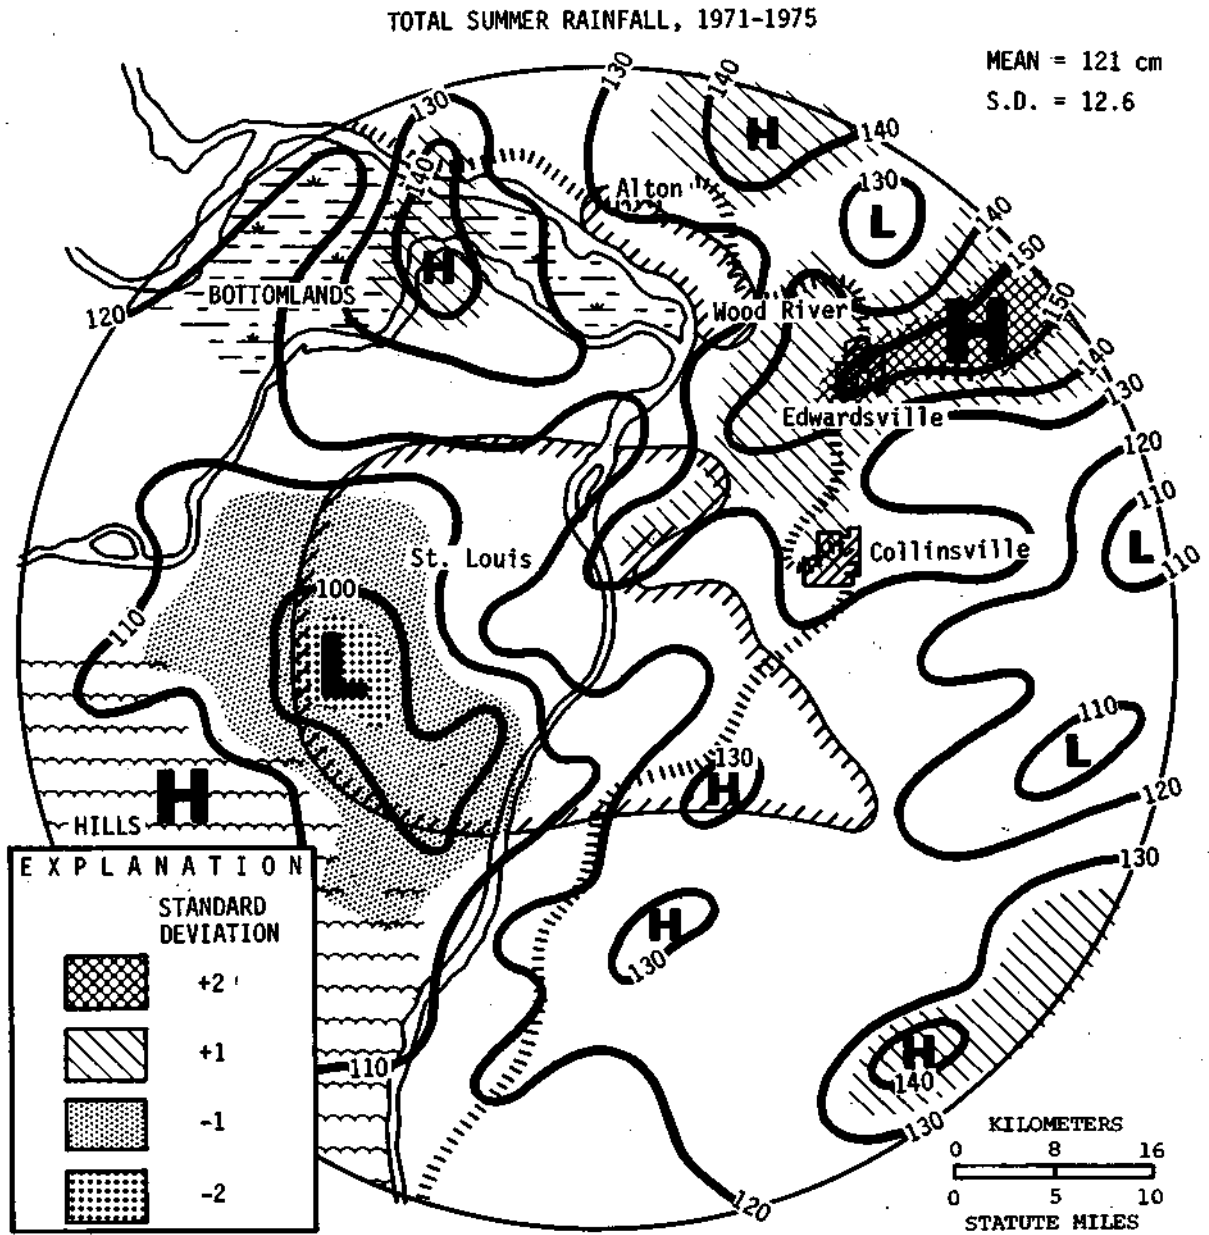 TOTAL SUMMER RAINFALL, 1971-1975
MEAN = 121 cm
S.D. = 12.6
130
140
130
140
140
Alton
130
L
H
H
140
150
150
BOTTOMLANDS
120
H
Wood River
H
140
130
Edwardsville
120
110
St. Louis
Collinsville
L
110
100
110
L
110
L
130
H
H
120
HILLS
130
H
130
H
140
110
130
120
EXPLANATION
STANDARD
DEVIATION
+2
+1
-1
-2
KILOMETERS
0 8 16
0 5 10
STATUTE MILES